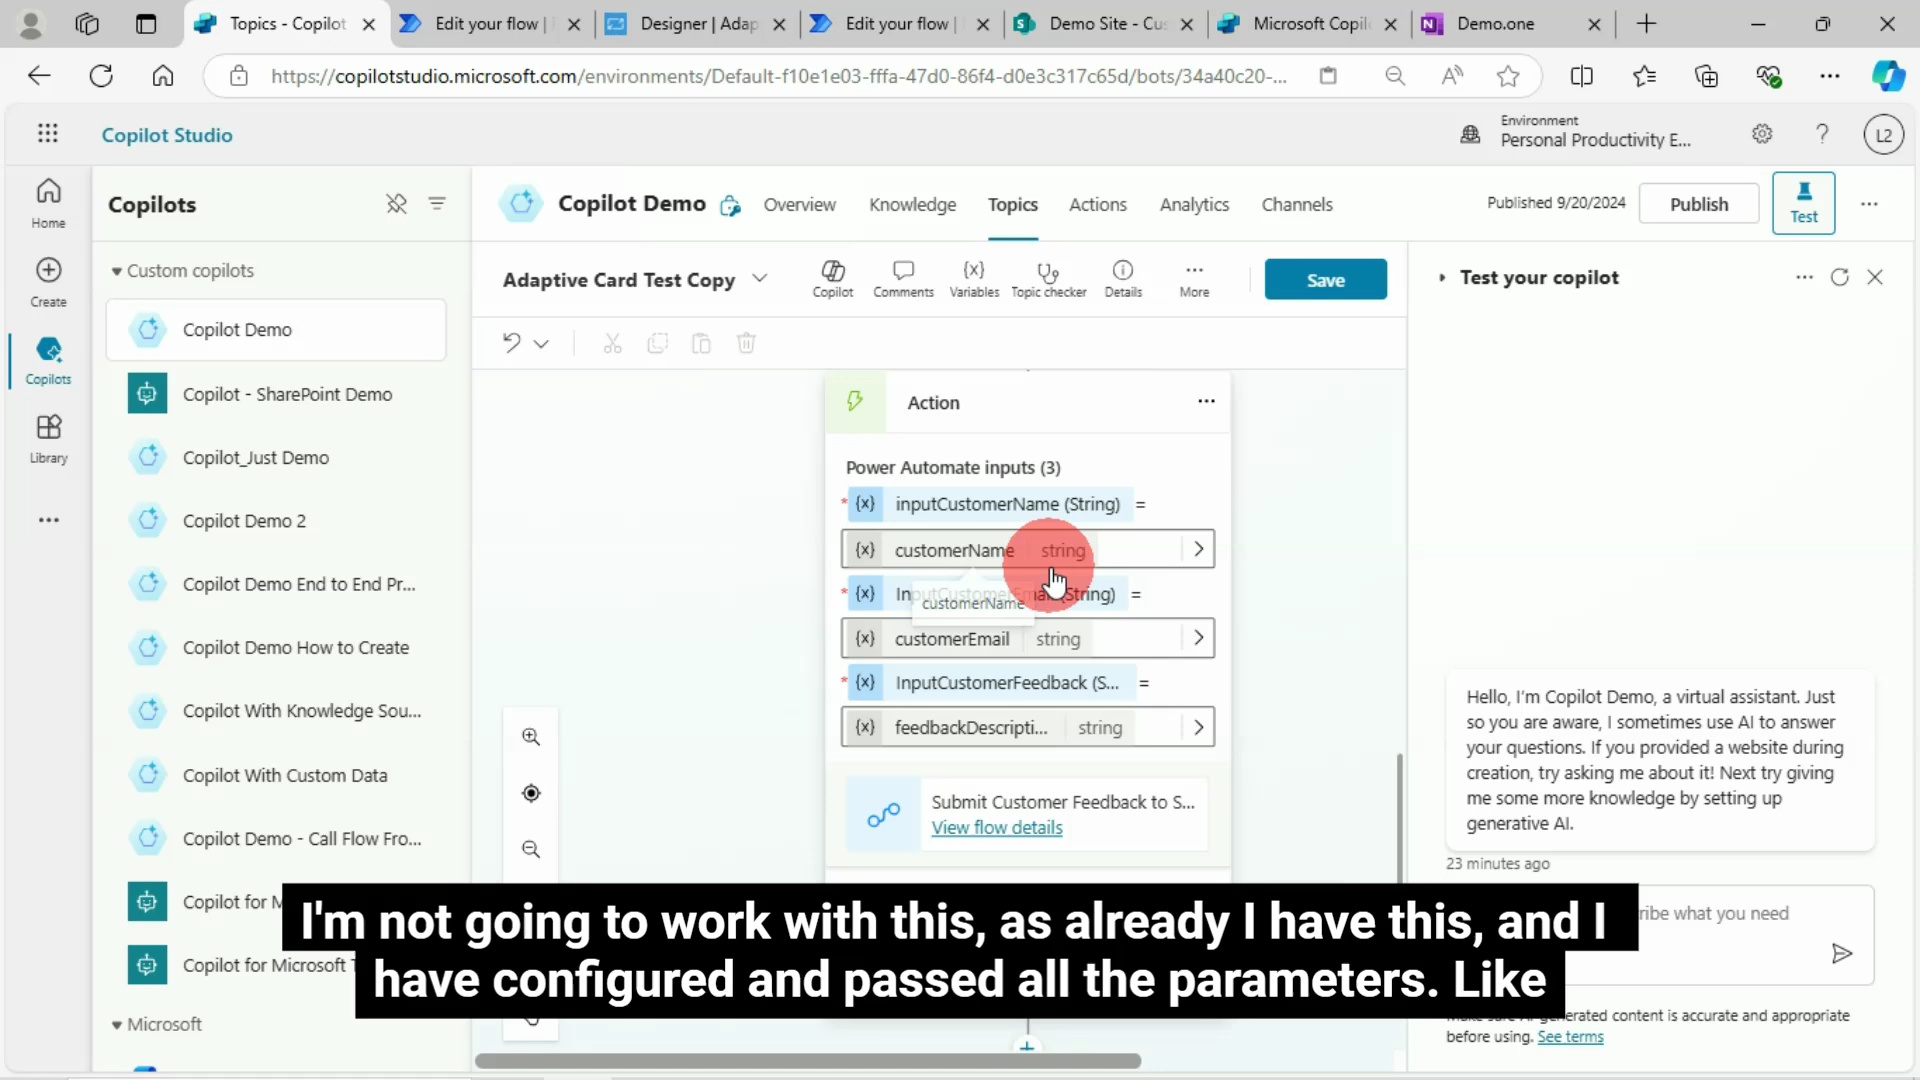 Topics - Copilot
Edit your flow |
Designer | Adap
Edit your flow |
Demo Site - Cu
Microsoft Copil
Demo.one
https://copilotstudio.microsoft.com/environments/Default-f10e1e03-fffa-47d0-86f4-d0e3c317c65d/bots/34a40c20-...
Copilot Studio
Environment
Personal Productivity E...
L2
Home
Create
Copilots
Library
Copilots
Custom copilots
Copilot Demo
Copilot - SharePoint Demo
Copilot_Just Demo
Copilot Demo 2
Copilot Demo End to End Pr...
Copilot Demo How to Create
Copilot With Knowledge Sou...
Copilot With Custom Data
Copilot Demo - Call Flow Fro...
Copilot for M
Copilot for Microsoft T
Microsoft
Copilot Demo
Overview
Knowledge
Topics
Actions
Analytics
Channels
Published 9/20/2024
Publish
Test
Adaptive Card Test Copy
Copilot
Comments
Variables
Topic checker
Details
More
Save
Action
Power Automate inputs (3)
* {x} inputCustomerName (String) =
{x} customerName string
* {x} InputCustomerEmail (String) =
customerName
{x} customerEmail string
* {x} InputCustomerFeedback (S... =
{x} feedbackDescripti... string
Submit Customer Feedback to S...
View flow details
Test your copilot
Hello, I'm Copilot Demo, a virtual assistant. Just
so you are aware, I sometimes use AI to answer
your questions. If you provided a website during
creation, try asking me about it! Next try giving
me some more knowledge by setting up
generative AI.
23 minutes ago
ribe what you need
Make sure AI-generated content is accurate and appropriate
before using. See terms
I'm not going to work with this, as already I have this, and I
have configured and passed all the parameters. Like